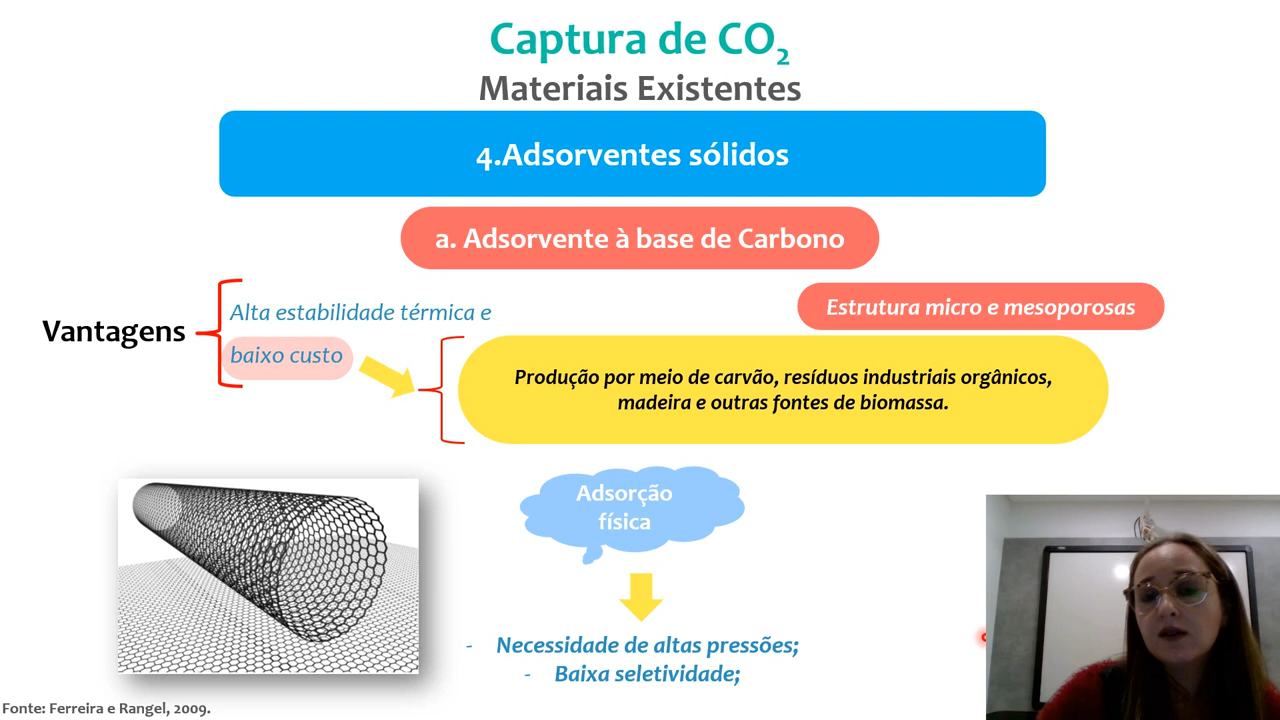 Captura de CO₂
Materiais Existentes
4.Adsorventes sólidos
a. Adsorvente à base de Carbono
Vantagens
Alta estabilidade térmica e
baixo custo
Estrutura micro e mesoporosas
Produção por meio de carvão, resíduos industriais orgânicos,
madeira e outras fontes de biomassa.
Adsorção
física
- Necessidade de altas pressões;
- Baixa seletividade;
Fonte: Ferreira e Rangel, 2009.